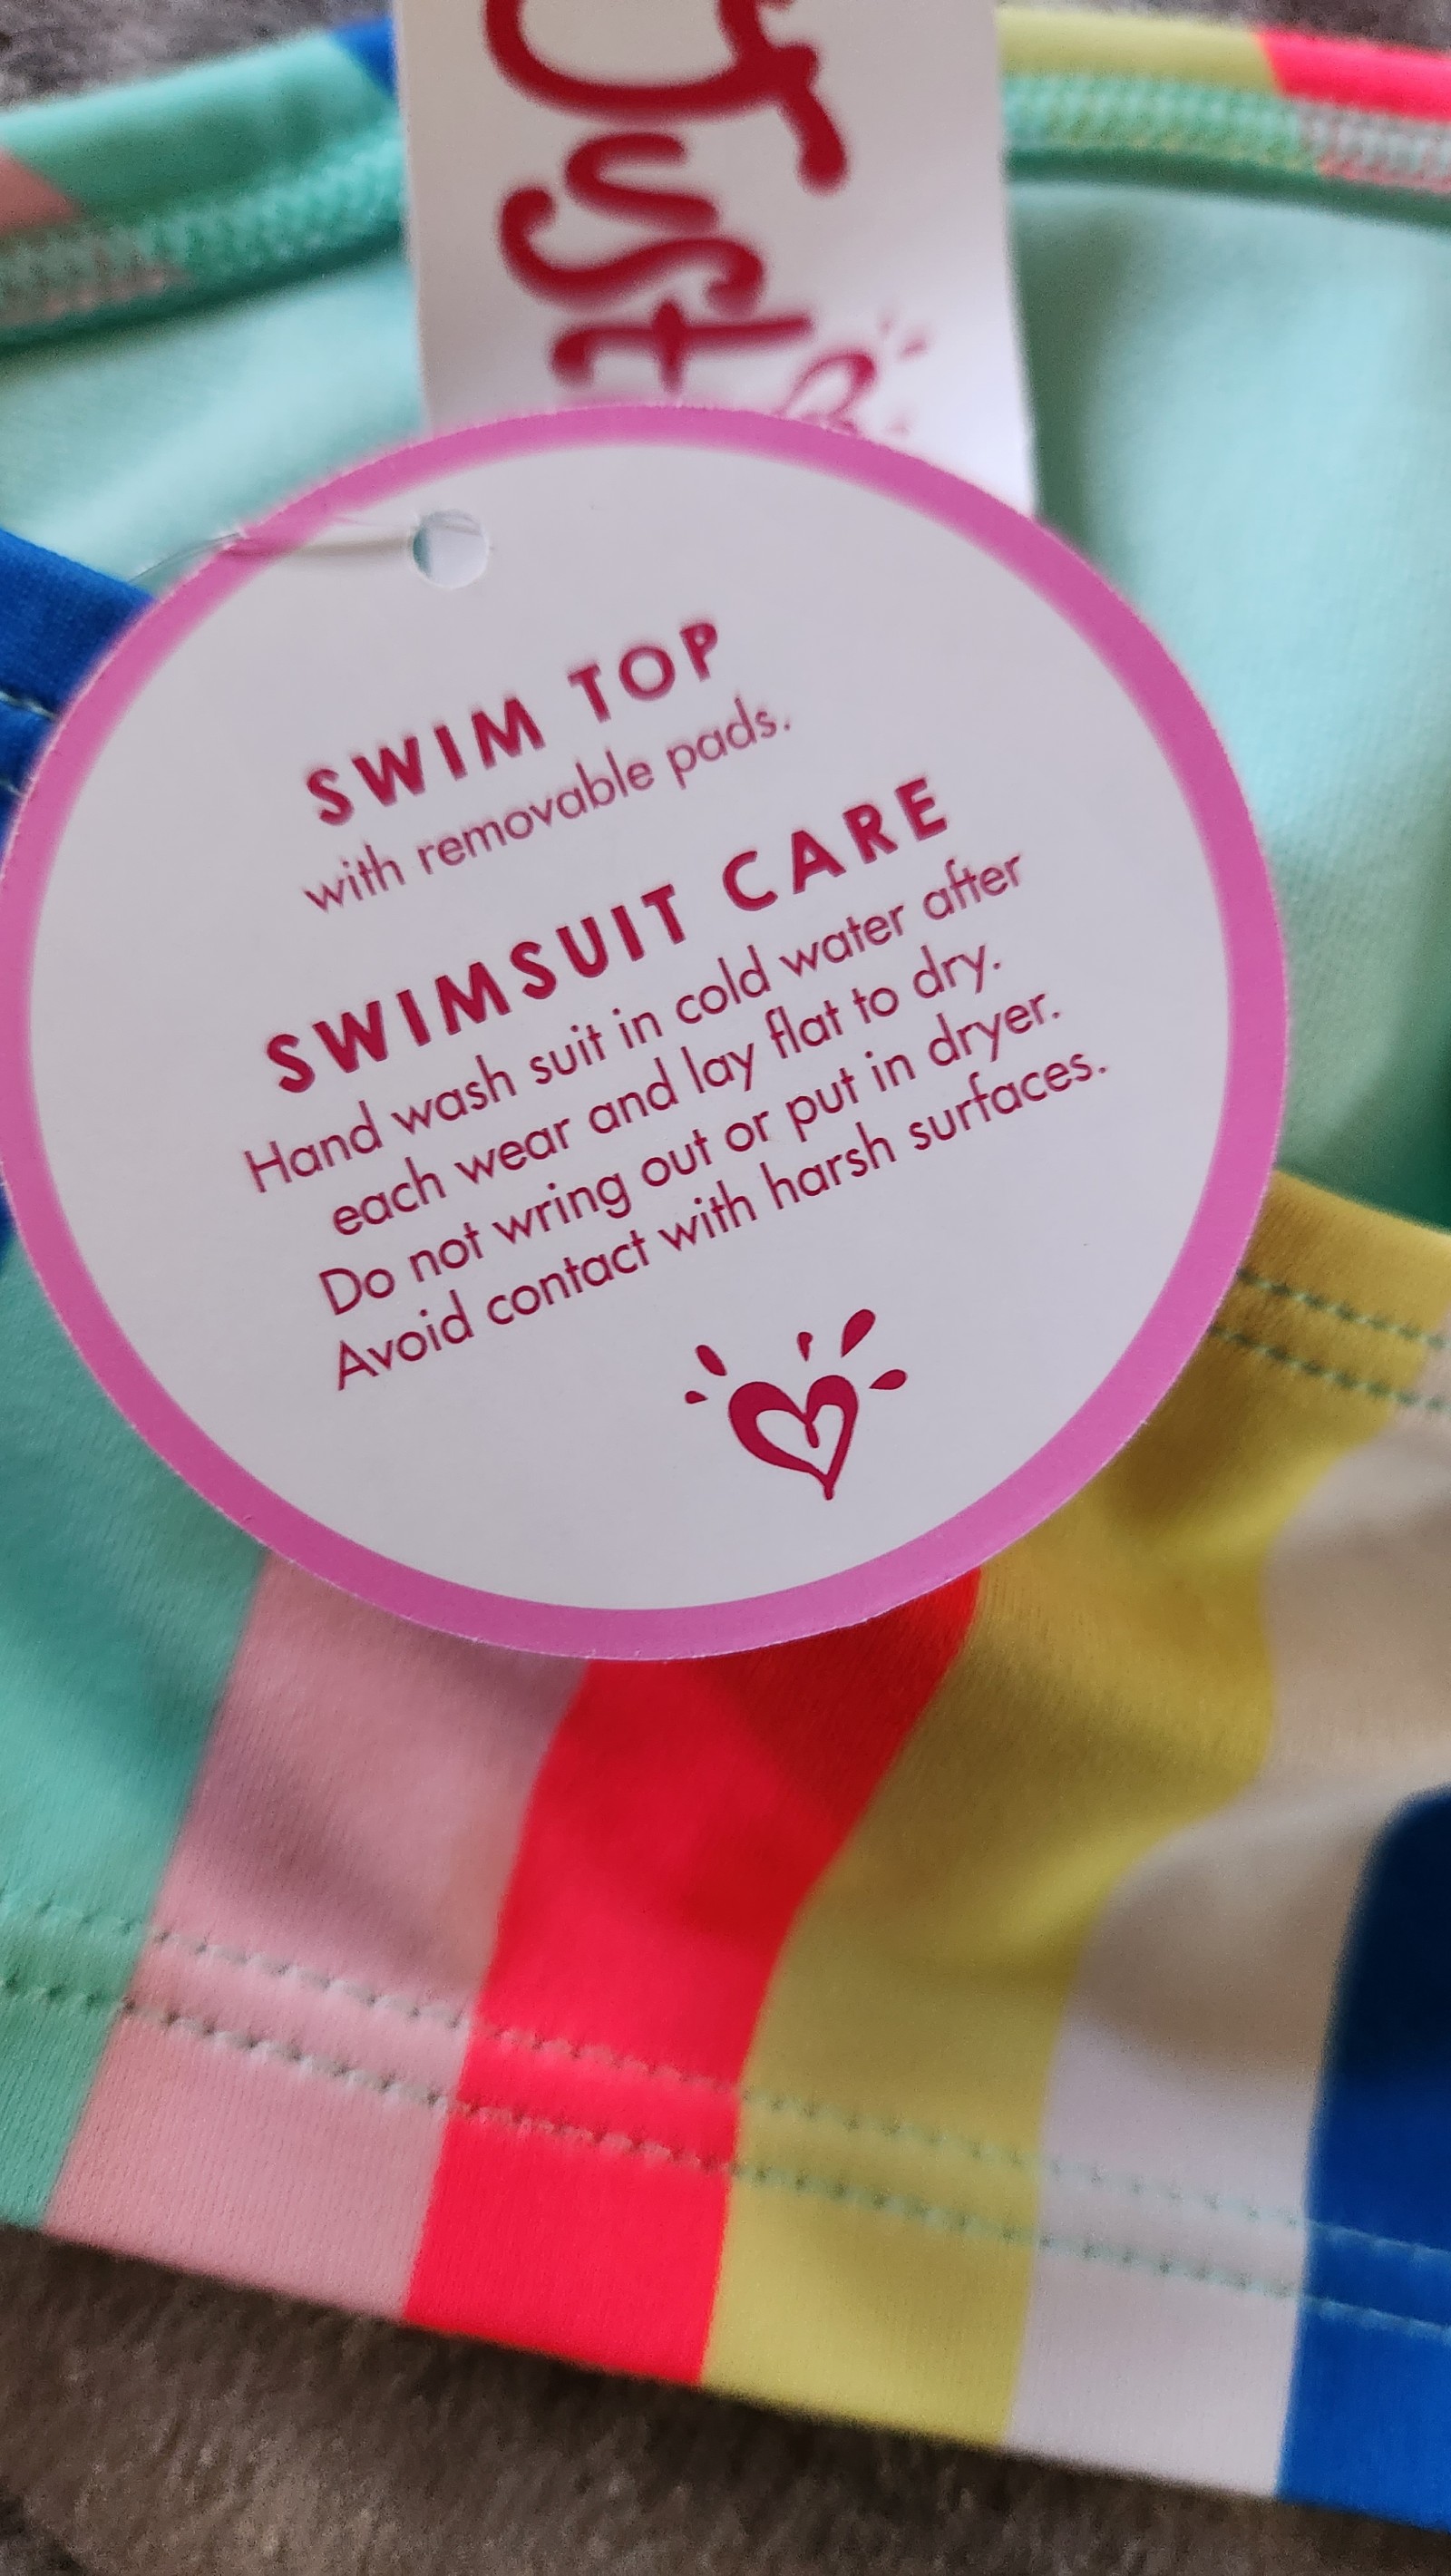 Just
SWIM TOP
with removable pads.
SWIMSUIT CARE
Hand wash suit in cold water after
each wear and lay flat to dry.
Do not wring out or put in dryer.
Avoid contact with harsh surfaces.